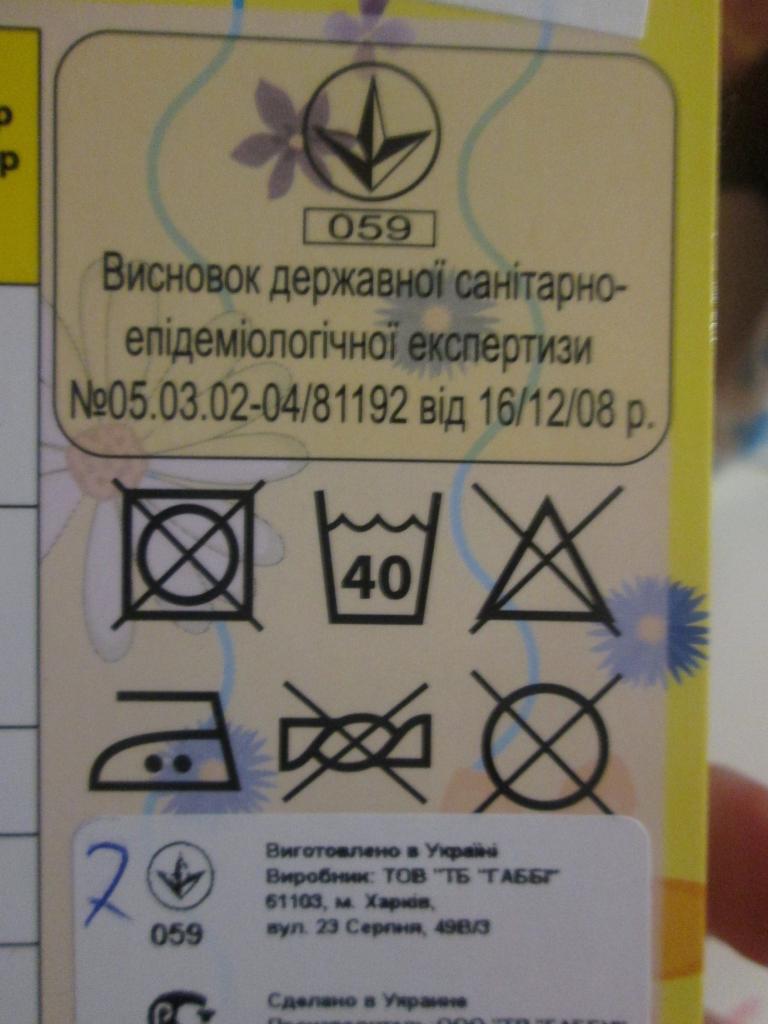 р
р
059
Висновок державної санітарно-
епідеміологічної експертизи
№05.03.02-04/81192 від 16/12/08 р.
40
7
059
Виготовлено в Україні
Виробник: ТОВ "ТБ "ГАББІ"
61103, м. Харків,
вул. 23 Серпня, 49В/3
Сделано в Украине